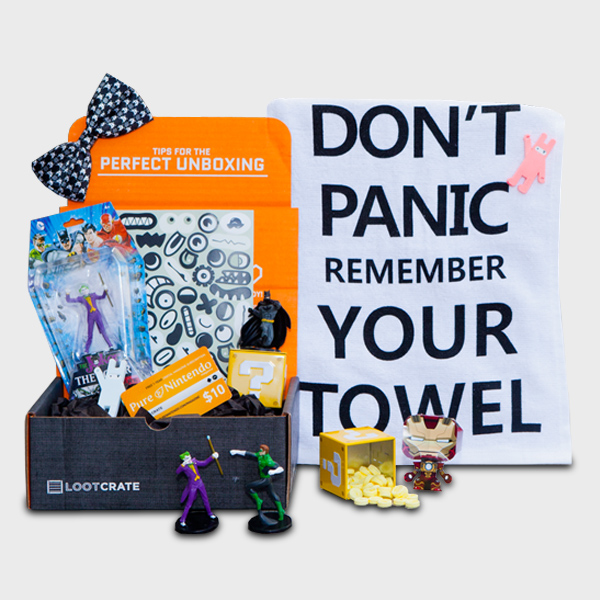 TIPS FOR THE
PERFECT UNBOXING
DON'T
PANIC
REMEMBER
YOUR
TOWEL
Pure Nintendo
$10
THE
LOOTCRATE